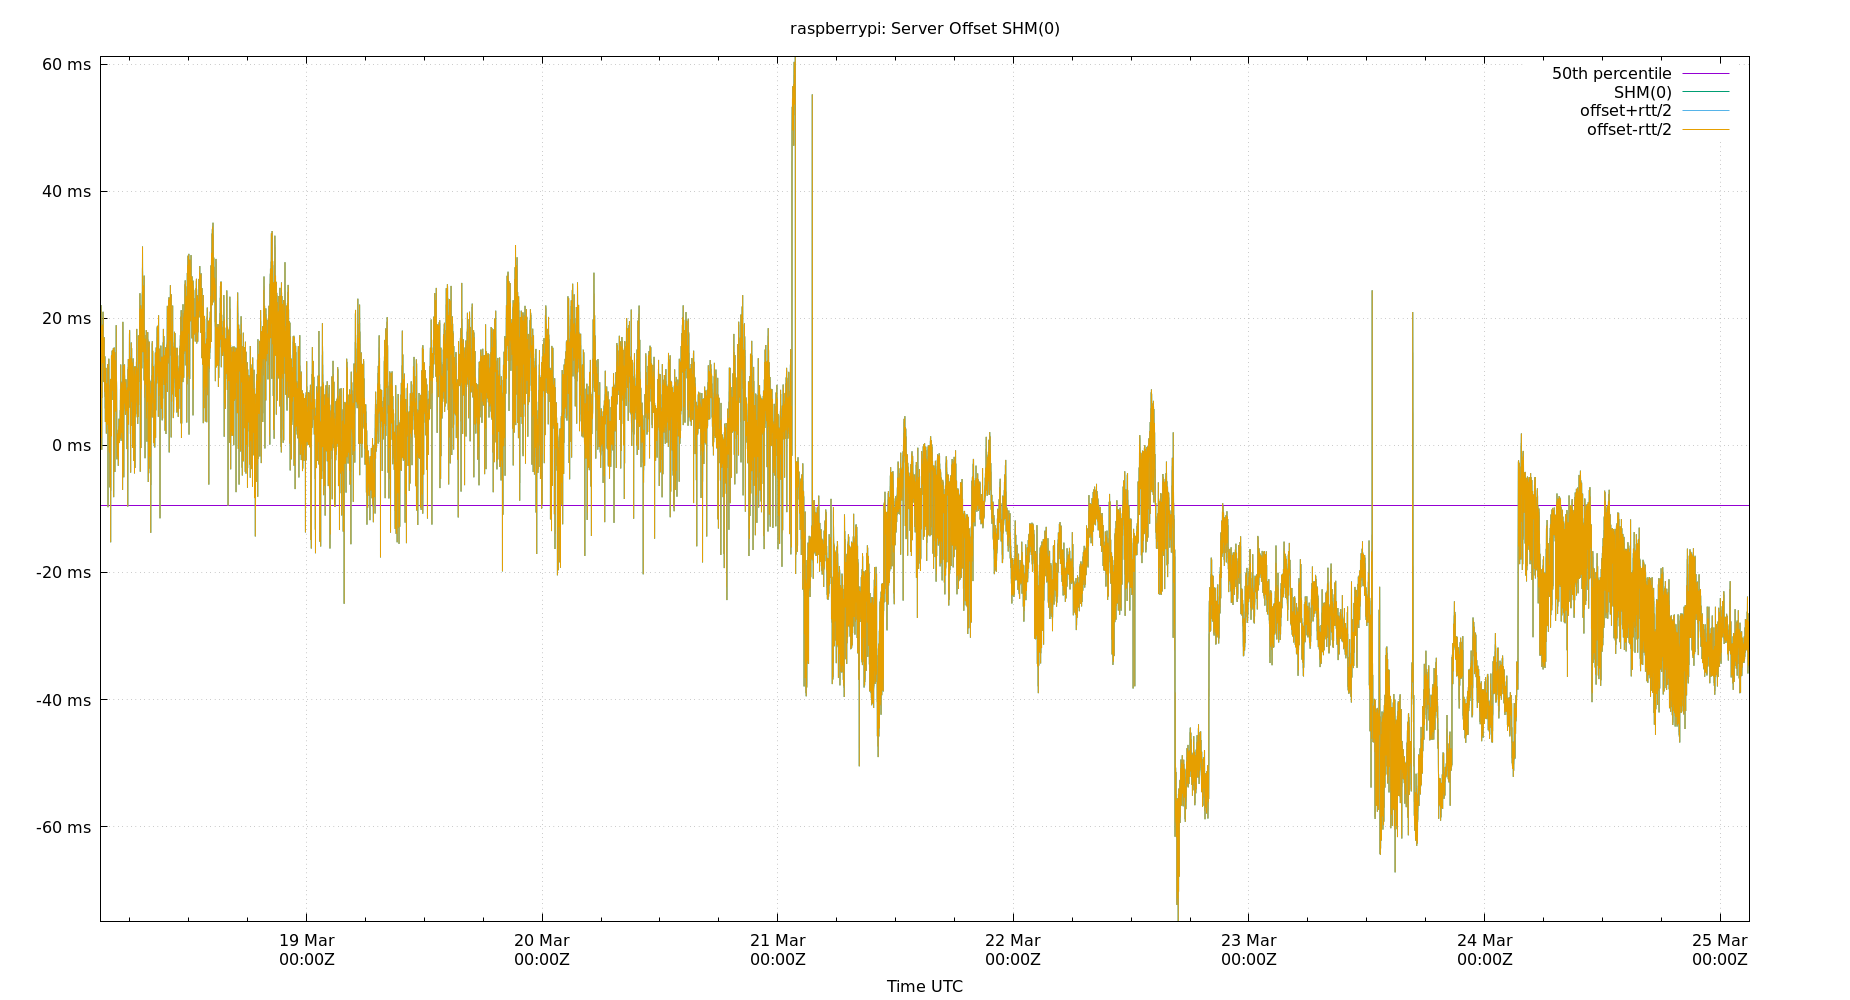 raspberrypi: Server Offset SHM(0)
60 ms
40 ms
20 ms
0 ms
-20 ms
-40 ms
-60 ms
50th percentile
SHM(0)
offset+rtt/2
offset-rtt/2
19 Mar
00:00Z
20 Mar
00:00Z
21 Mar
00:00Z
22 Mar
00:00Z
23 Mar
00:00Z
24 Mar
00:00Z
25 Mar
00:00Z
Time UTC